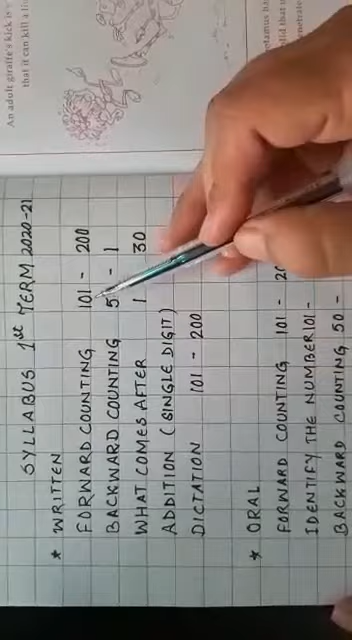 An adult giraffe's kick is
that it can kill a
SYLLABUS 1st TERM 2020-21
* WRITTEN
FORWARD COUNTING 101 - 200
BACKWARD COUNTING 5 - 1
WHAT COMES AFTER 1 30
ADDITION (SINGLE DIGIT)
DICTATION 101 - 200
* ORAL
FORWARD COUNTING 101 - 20
IDENTIFY THE NUMBER 101 -
BACKWARD COUNTING 50 -